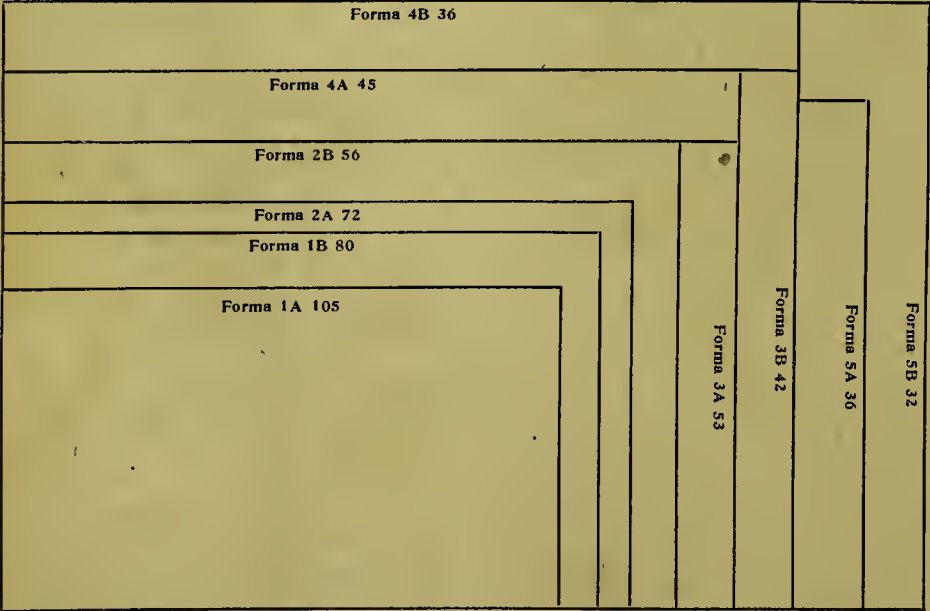 Forma 4B 36
Forma 4A 45
Forma 2B 56
Forma 2A 72
Forma 1B 80
Forma 1A 105
Forma 3A 53
Forma 3B 42
Forma 5A 36
Forma 5B 32